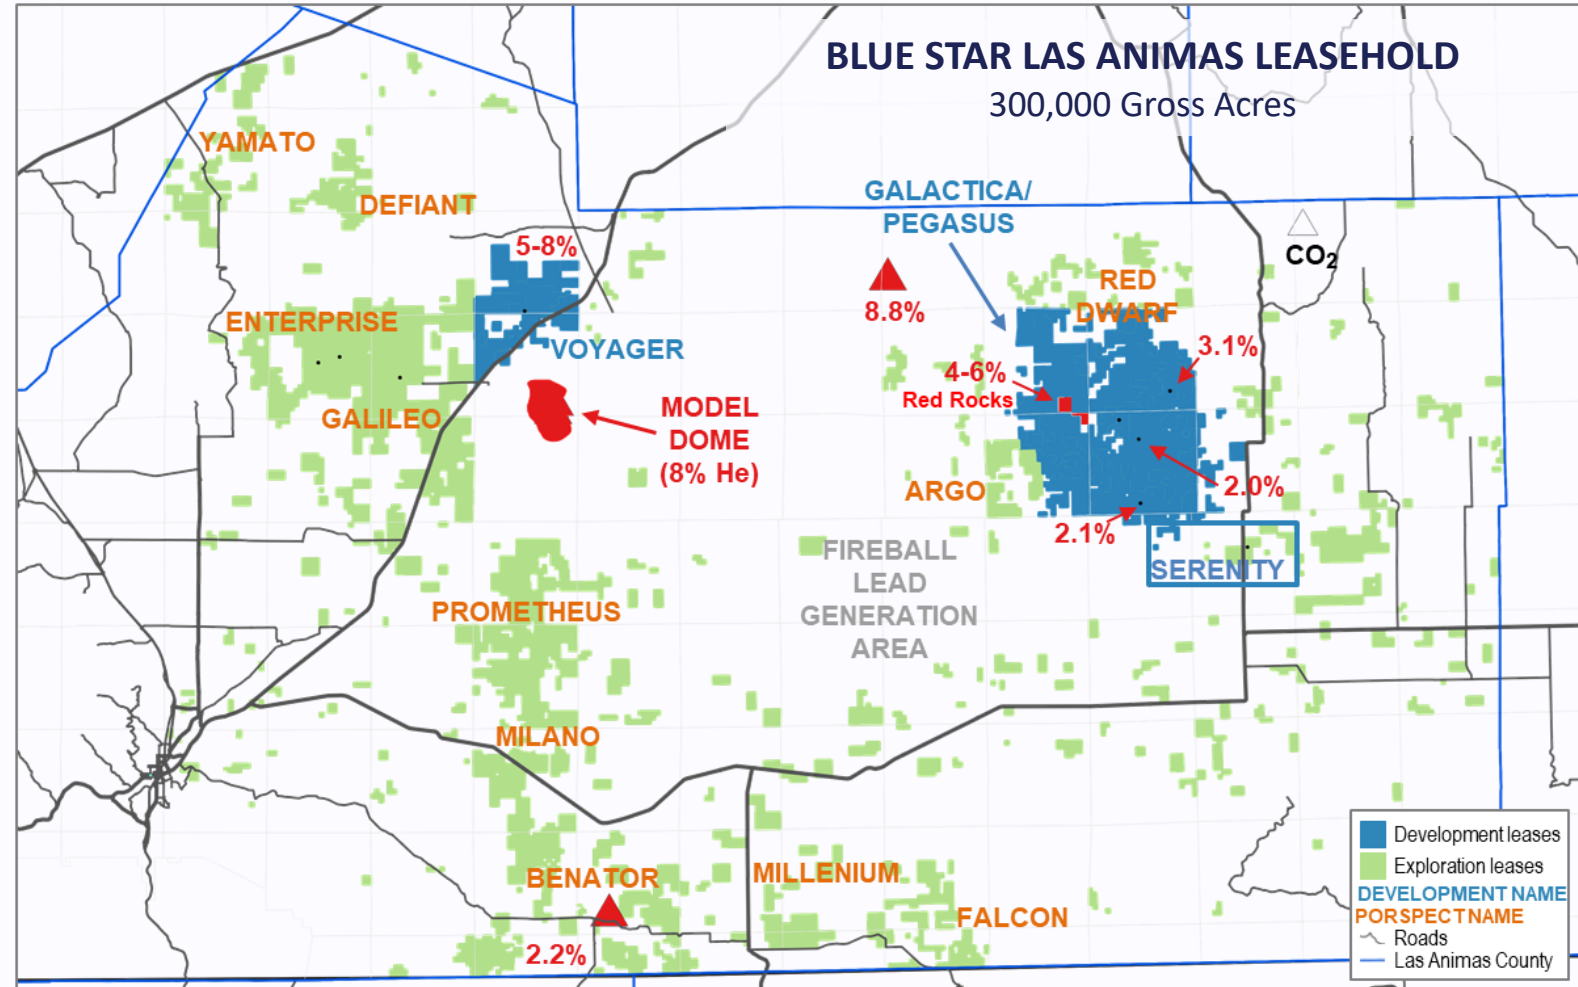 BLUE STAR LAS ANIMAS LEASEHOLD
300,000 Gross Acres
YAMATO
DEFIANT
GALACTICA/
PEGASUS
5-8%
CO2
8.8%
RED
DWARF
ENTERPRISE
VOYAGER
3.1%
4-6%
Red Rocks
GALILEO
MODEL
DOME
(8% He)
ARGO
2.0%
2.1%
FIREBALL
LEAD
GENERATION
AREA
SERENITY
PROMETHEUS
MILANO
BENATOR
MILLENIUM
FALCON
2.2%
Development leases
Exploration leases
DEVELOPMENT NAME
PORSPECT NAME
Roads
Las Animas County